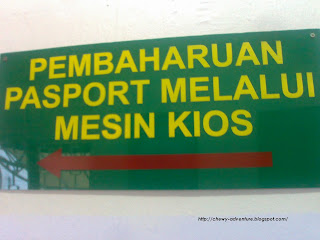 PEMBAHARUAN
PASPORT MELALUI
MESIN KIOS
http://chewy-adventure.blogspot.com/